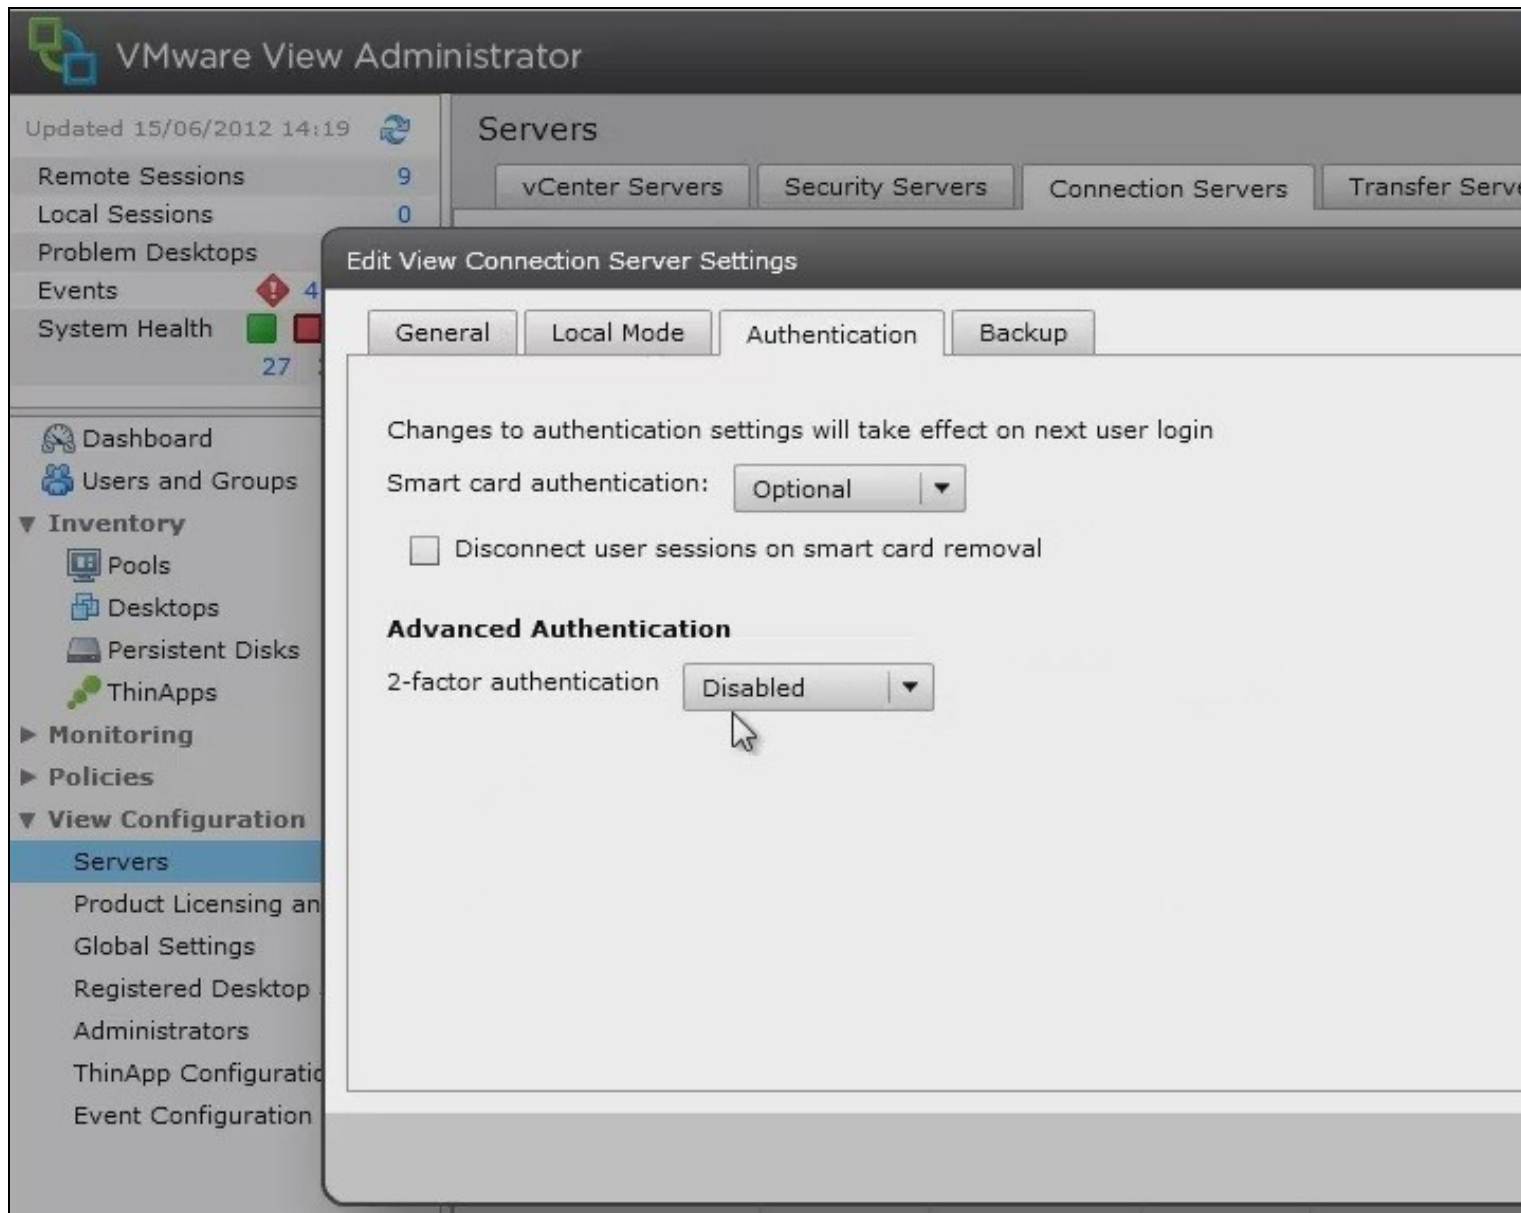 VMware View Administrator
Updated 15/06/2012 14:19
Remote Sessions 9
Local Sessions 0
Problem Desktops
Events 4
System Health
27
Dashboard
Users and Groups
Inventory
Pools
Desktops
Persistent Disks
ThinApps
Monitoring
Policies
View Configuration
Servers
Product Licensing an
Global Settings
Registered Desktop
Administrators
ThinApp Configuratio
Event Configuration
Servers
vCenter Servers Security Servers Connection Servers Transfer Serve
Edit View Connection Server Settings
General Local Mode Authentication Backup
Changes to authentication settings will take effect on next user login
Smart card authentication: Optional
Disconnect user sessions on smart card removal
Advanced Authentication
2-factor authentication Disabled